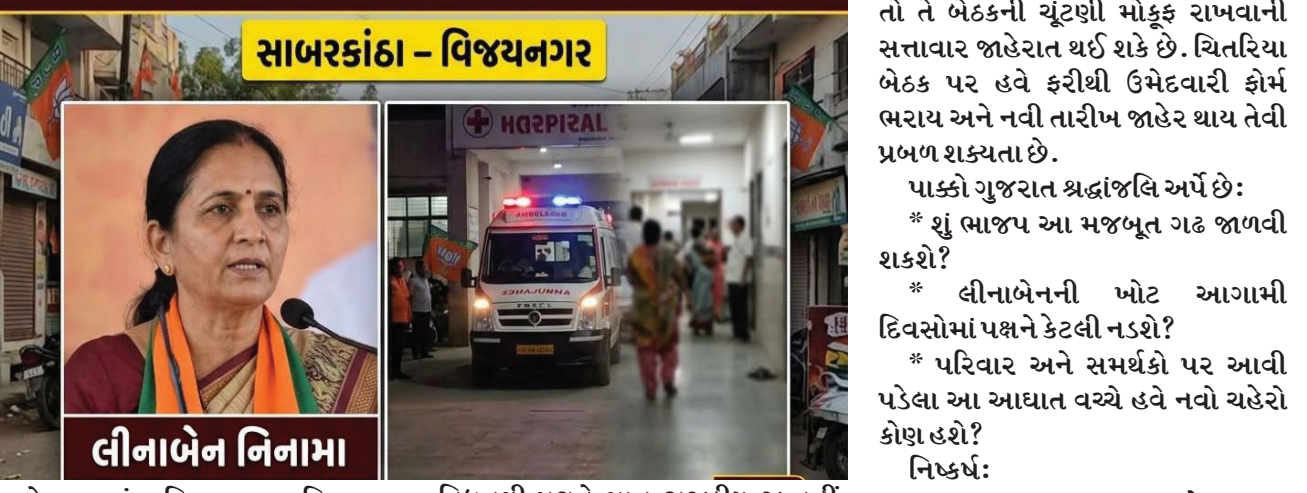 સાબરકાંઠા – વિજયનગર
લીનાબેન નિનામા
તો તે બેઠકની ચૂંટણી મોકૂફ રાખવાની
સત્તાવાર જાહેરાત થઈ શકે છે. ચિતરિયા
બેઠક પર હવે ફરીથી ઉમેદવારી ફોર્મ
ભરાય અને નવી તારીખ જાહેર થાય તેવી
પ્રબળ શક્યતા છે.
પાક્કો ગુજરાત શ્રદ્ધાંજલિ અર્પે છે:
* શું ભાજપ આ મજબૂત ગઢ જાળવી
શકશે?
* લીનાબેનની ખોટ આગામી
દિવસોમાં પક્ષને કેટલી નડશે?
* પરિવાર અને સમર્થકો પર આવી
પડેલા આ આઘાત વચ્ચે હવે નવો ચહેરો
કોણ હશે?
નિષ્કર્ષ: